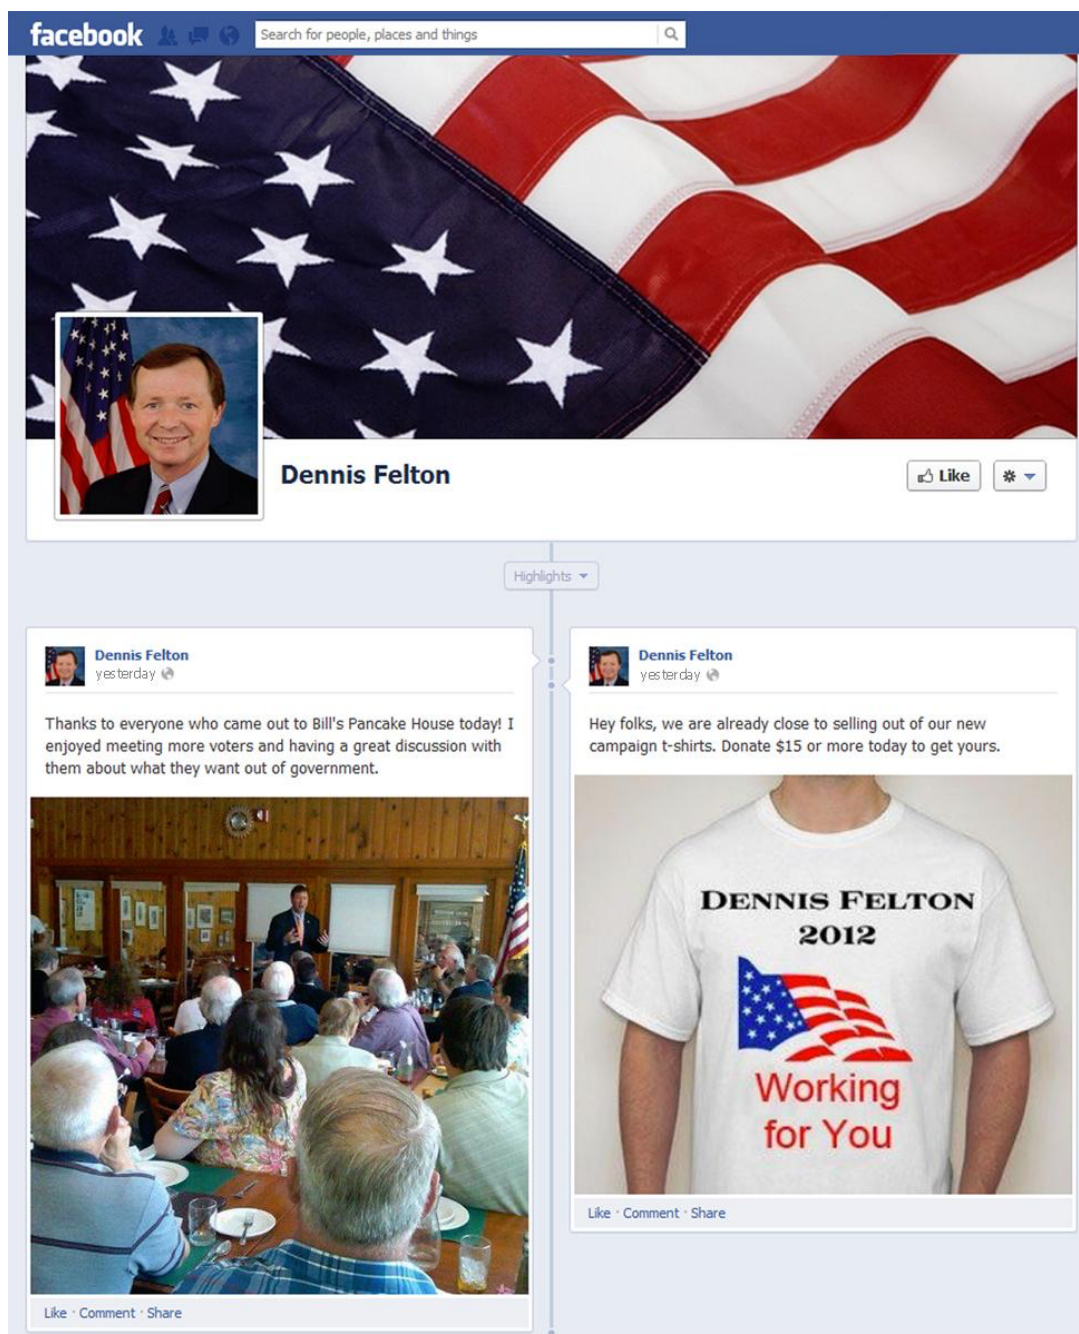 facebook
Search for people, places and things
Dennis Felton
Like
Highlights
Dennis Felton
yesterday
Thanks to everyone who came out to Bill's Pancake House today! I
enjoyed meeting more voters and having a great discussion with
them about what they want out of government.
Like · Comment · Share
Dennis Felton
yesterday
Hey folks, we are already close to selling out of our new
campaign t-shirts. Donate $15 or more today to get yours.
DENNIS FELTON
2012
Working
for You
Like · Comment · Share